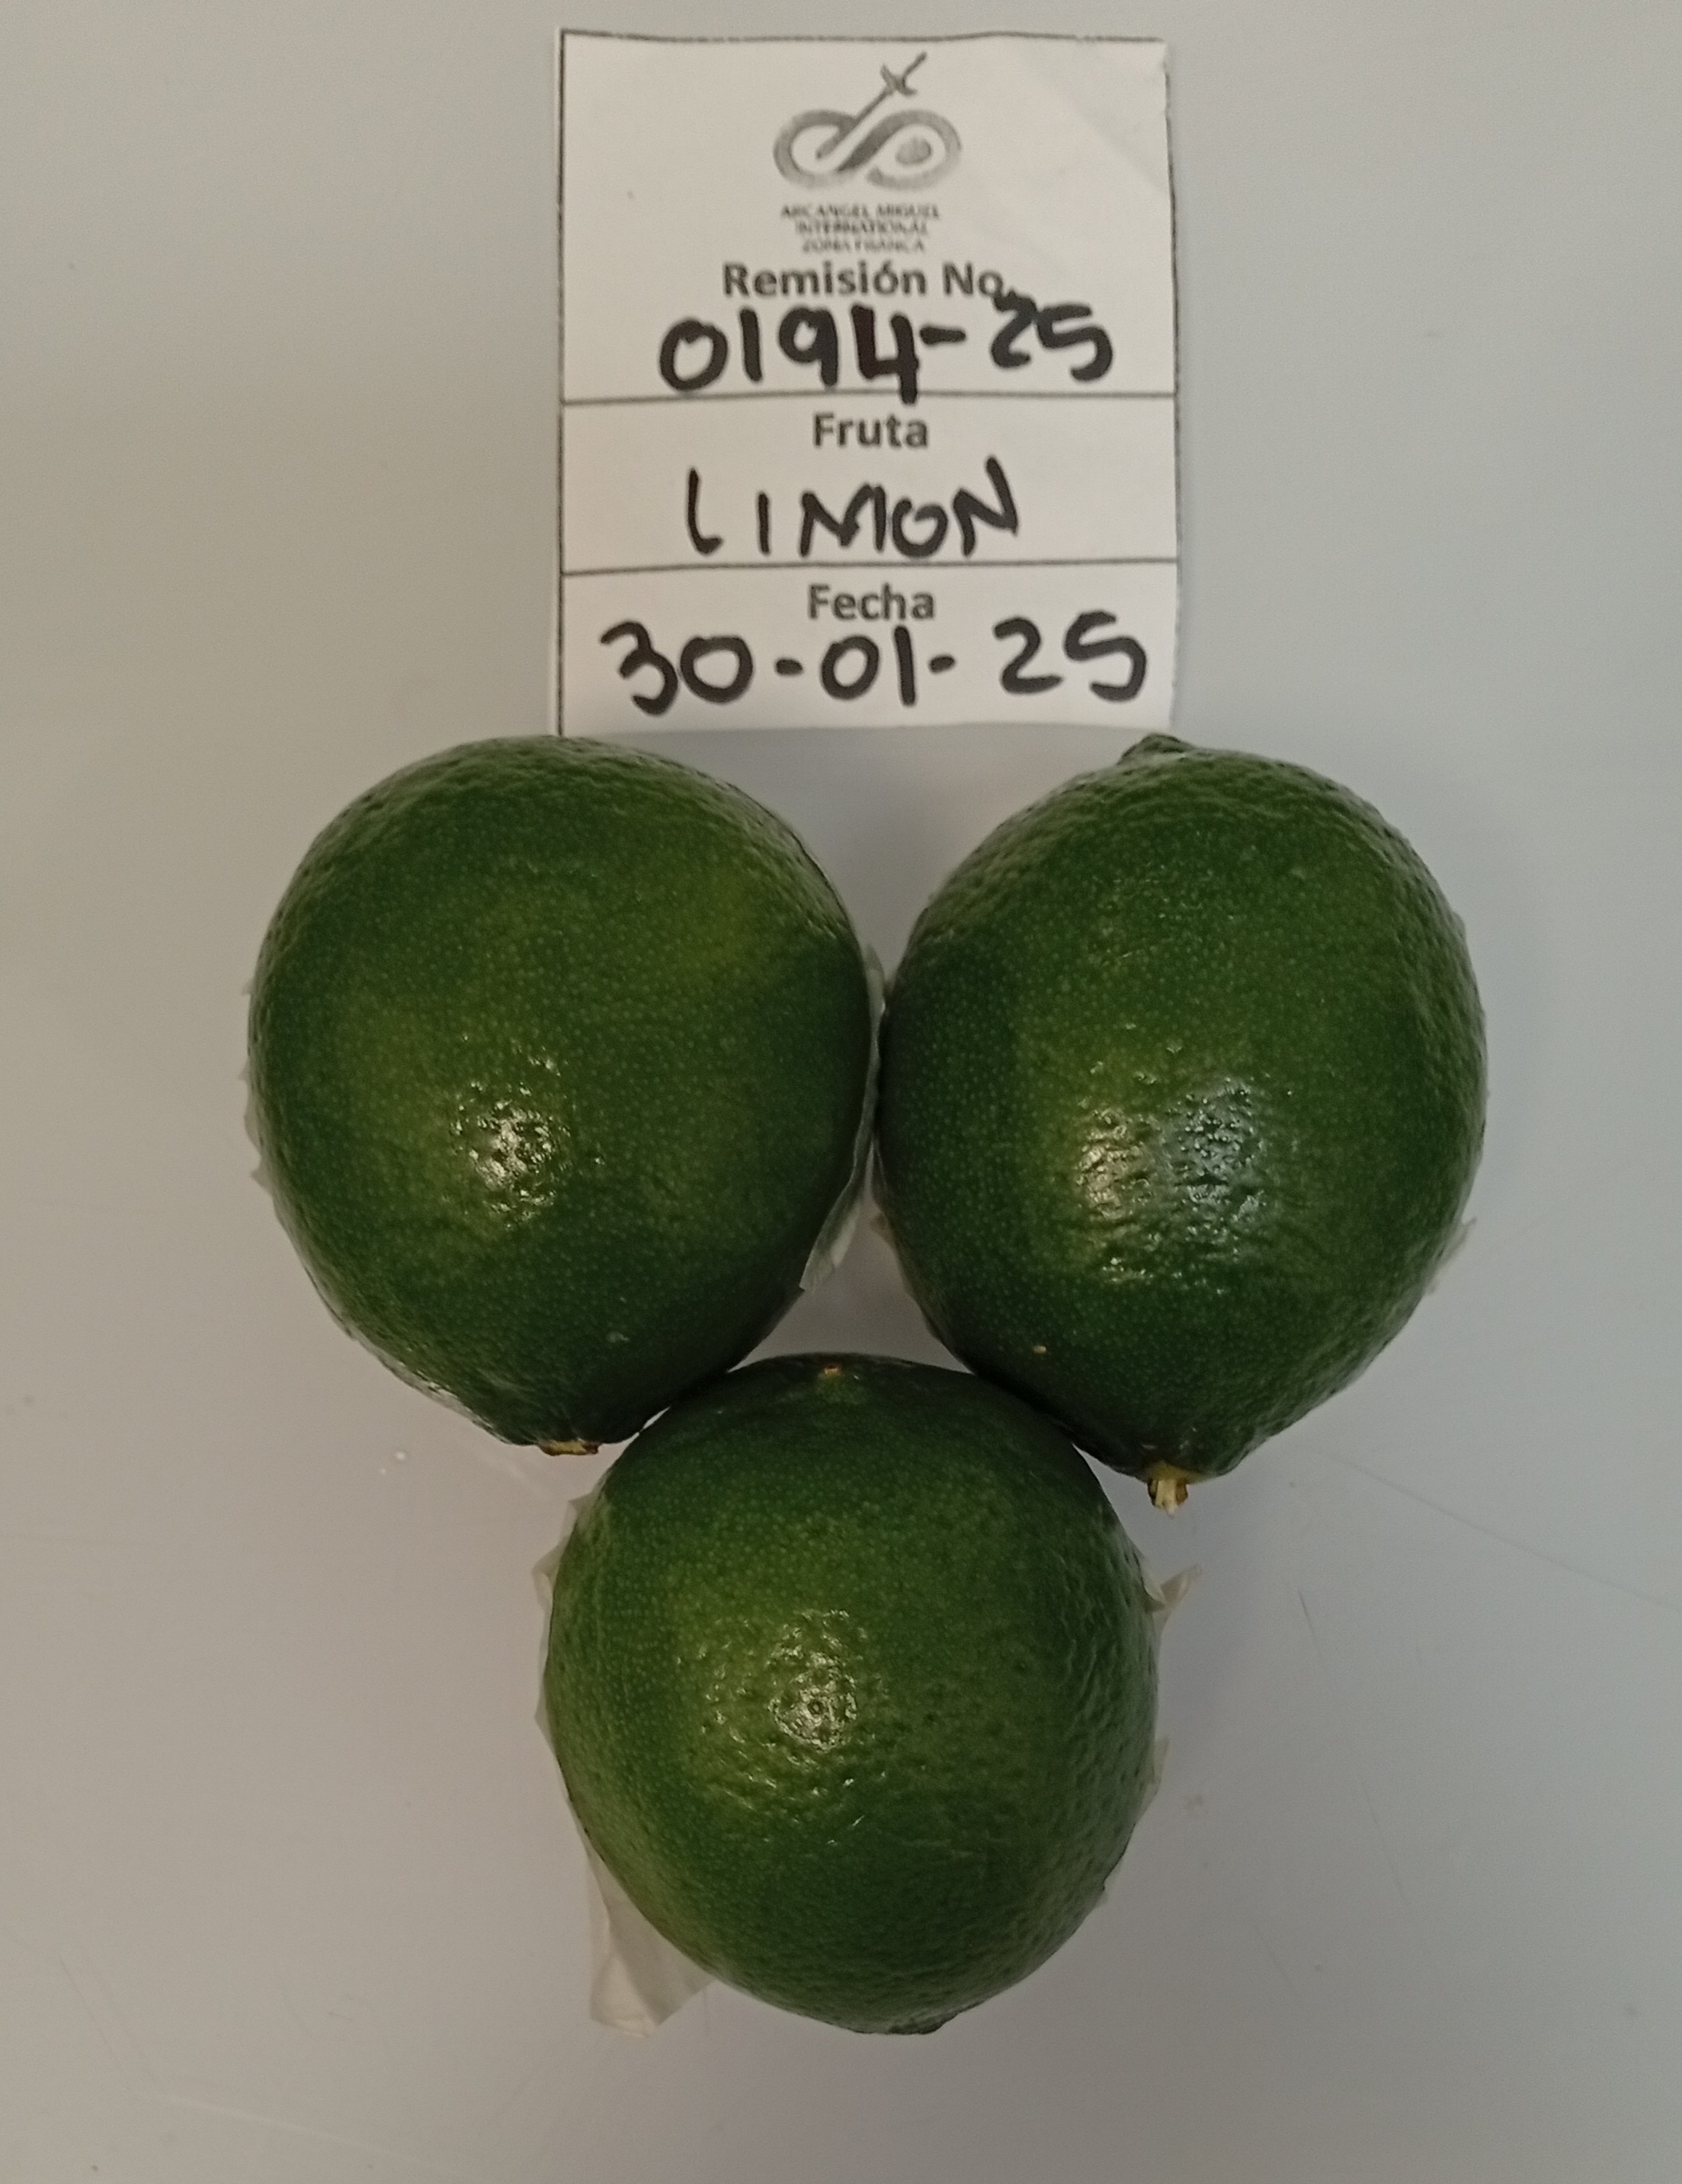 ARCANGEL MIGUEL
INTERNATIONAL
ZONA FRANCA
Remisión No.
0194-25
Fruta
LIMON
Fecha
30-01-25